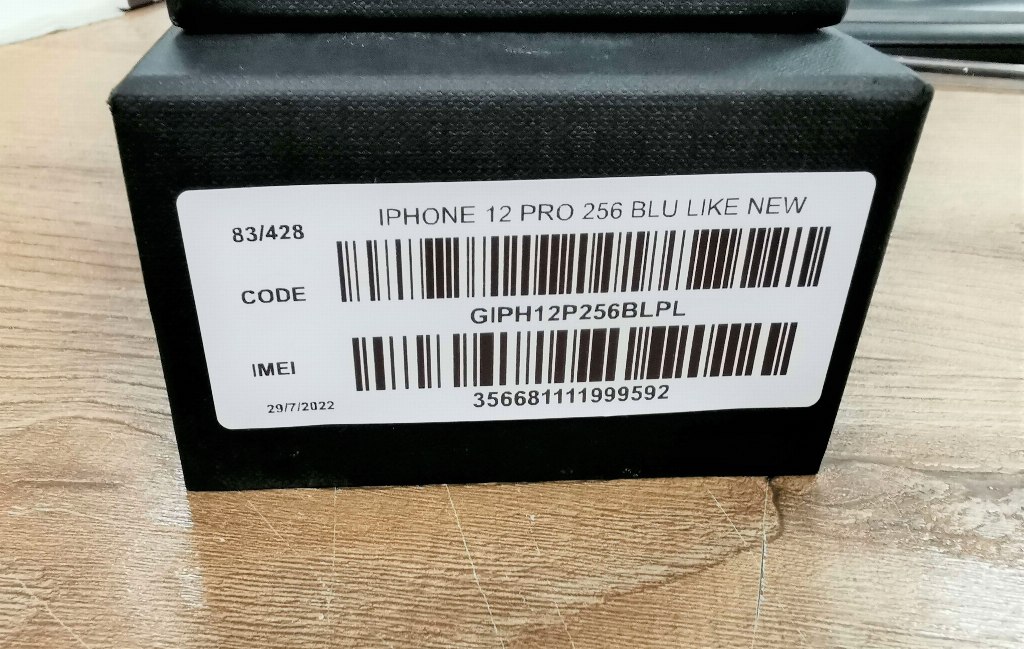 IPHONE 12 PRO 256 BLU LIKE NEW
83/428
CODE
GIPH12P256BLPL
IMEI
356681111999592
29/7/2022